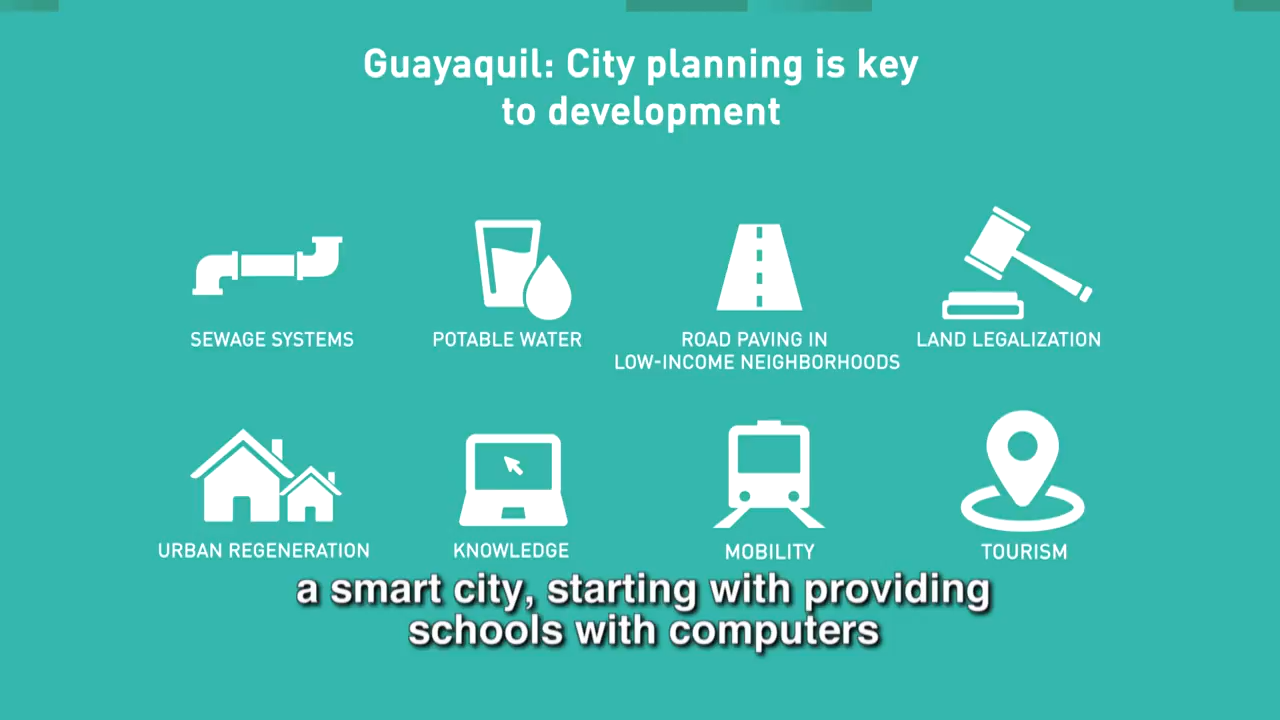 Guayaquil: City planning is key
to development
SEWAGE SYSTEMS
POTABLE WATER
ROAD PAVING IN
LOW-INCOME NEIGHBORHOODS
LAND LEGALIZATION
URBAN REGENERATION
KNOWLEDGE
MOBILITY
TOURISM
a smart city, starting with providing
schools with computers